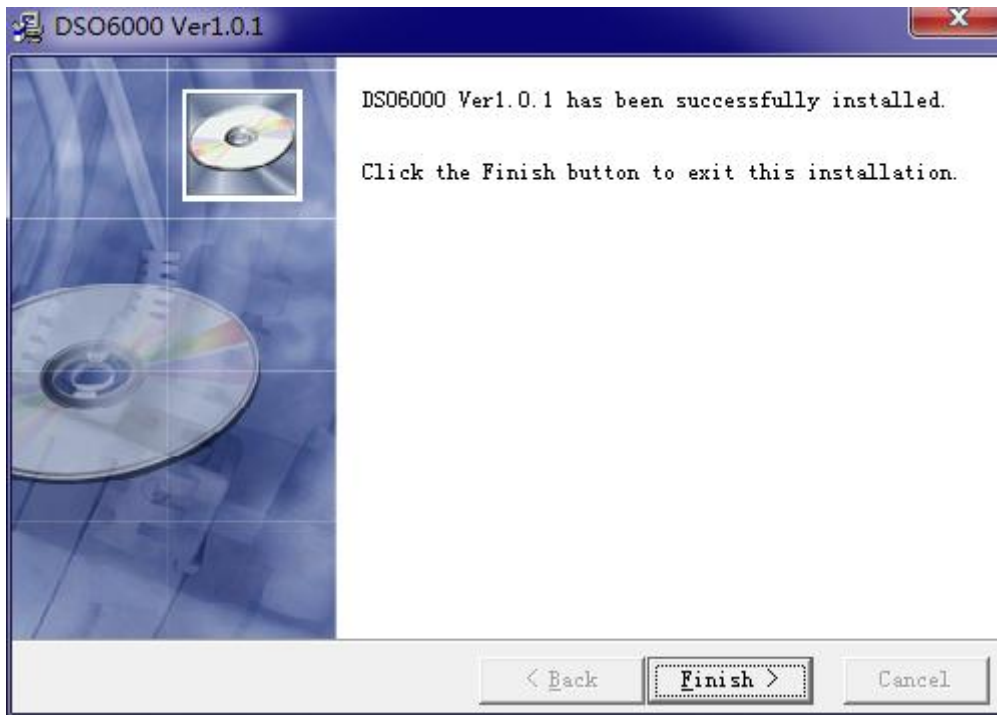 DSO6000 Ver1.0.1
X
DSO6000 Ver1.0.1 has been successfully installed.
Click the Finish button to exit this installation.
< Back
Finish >
Cancel